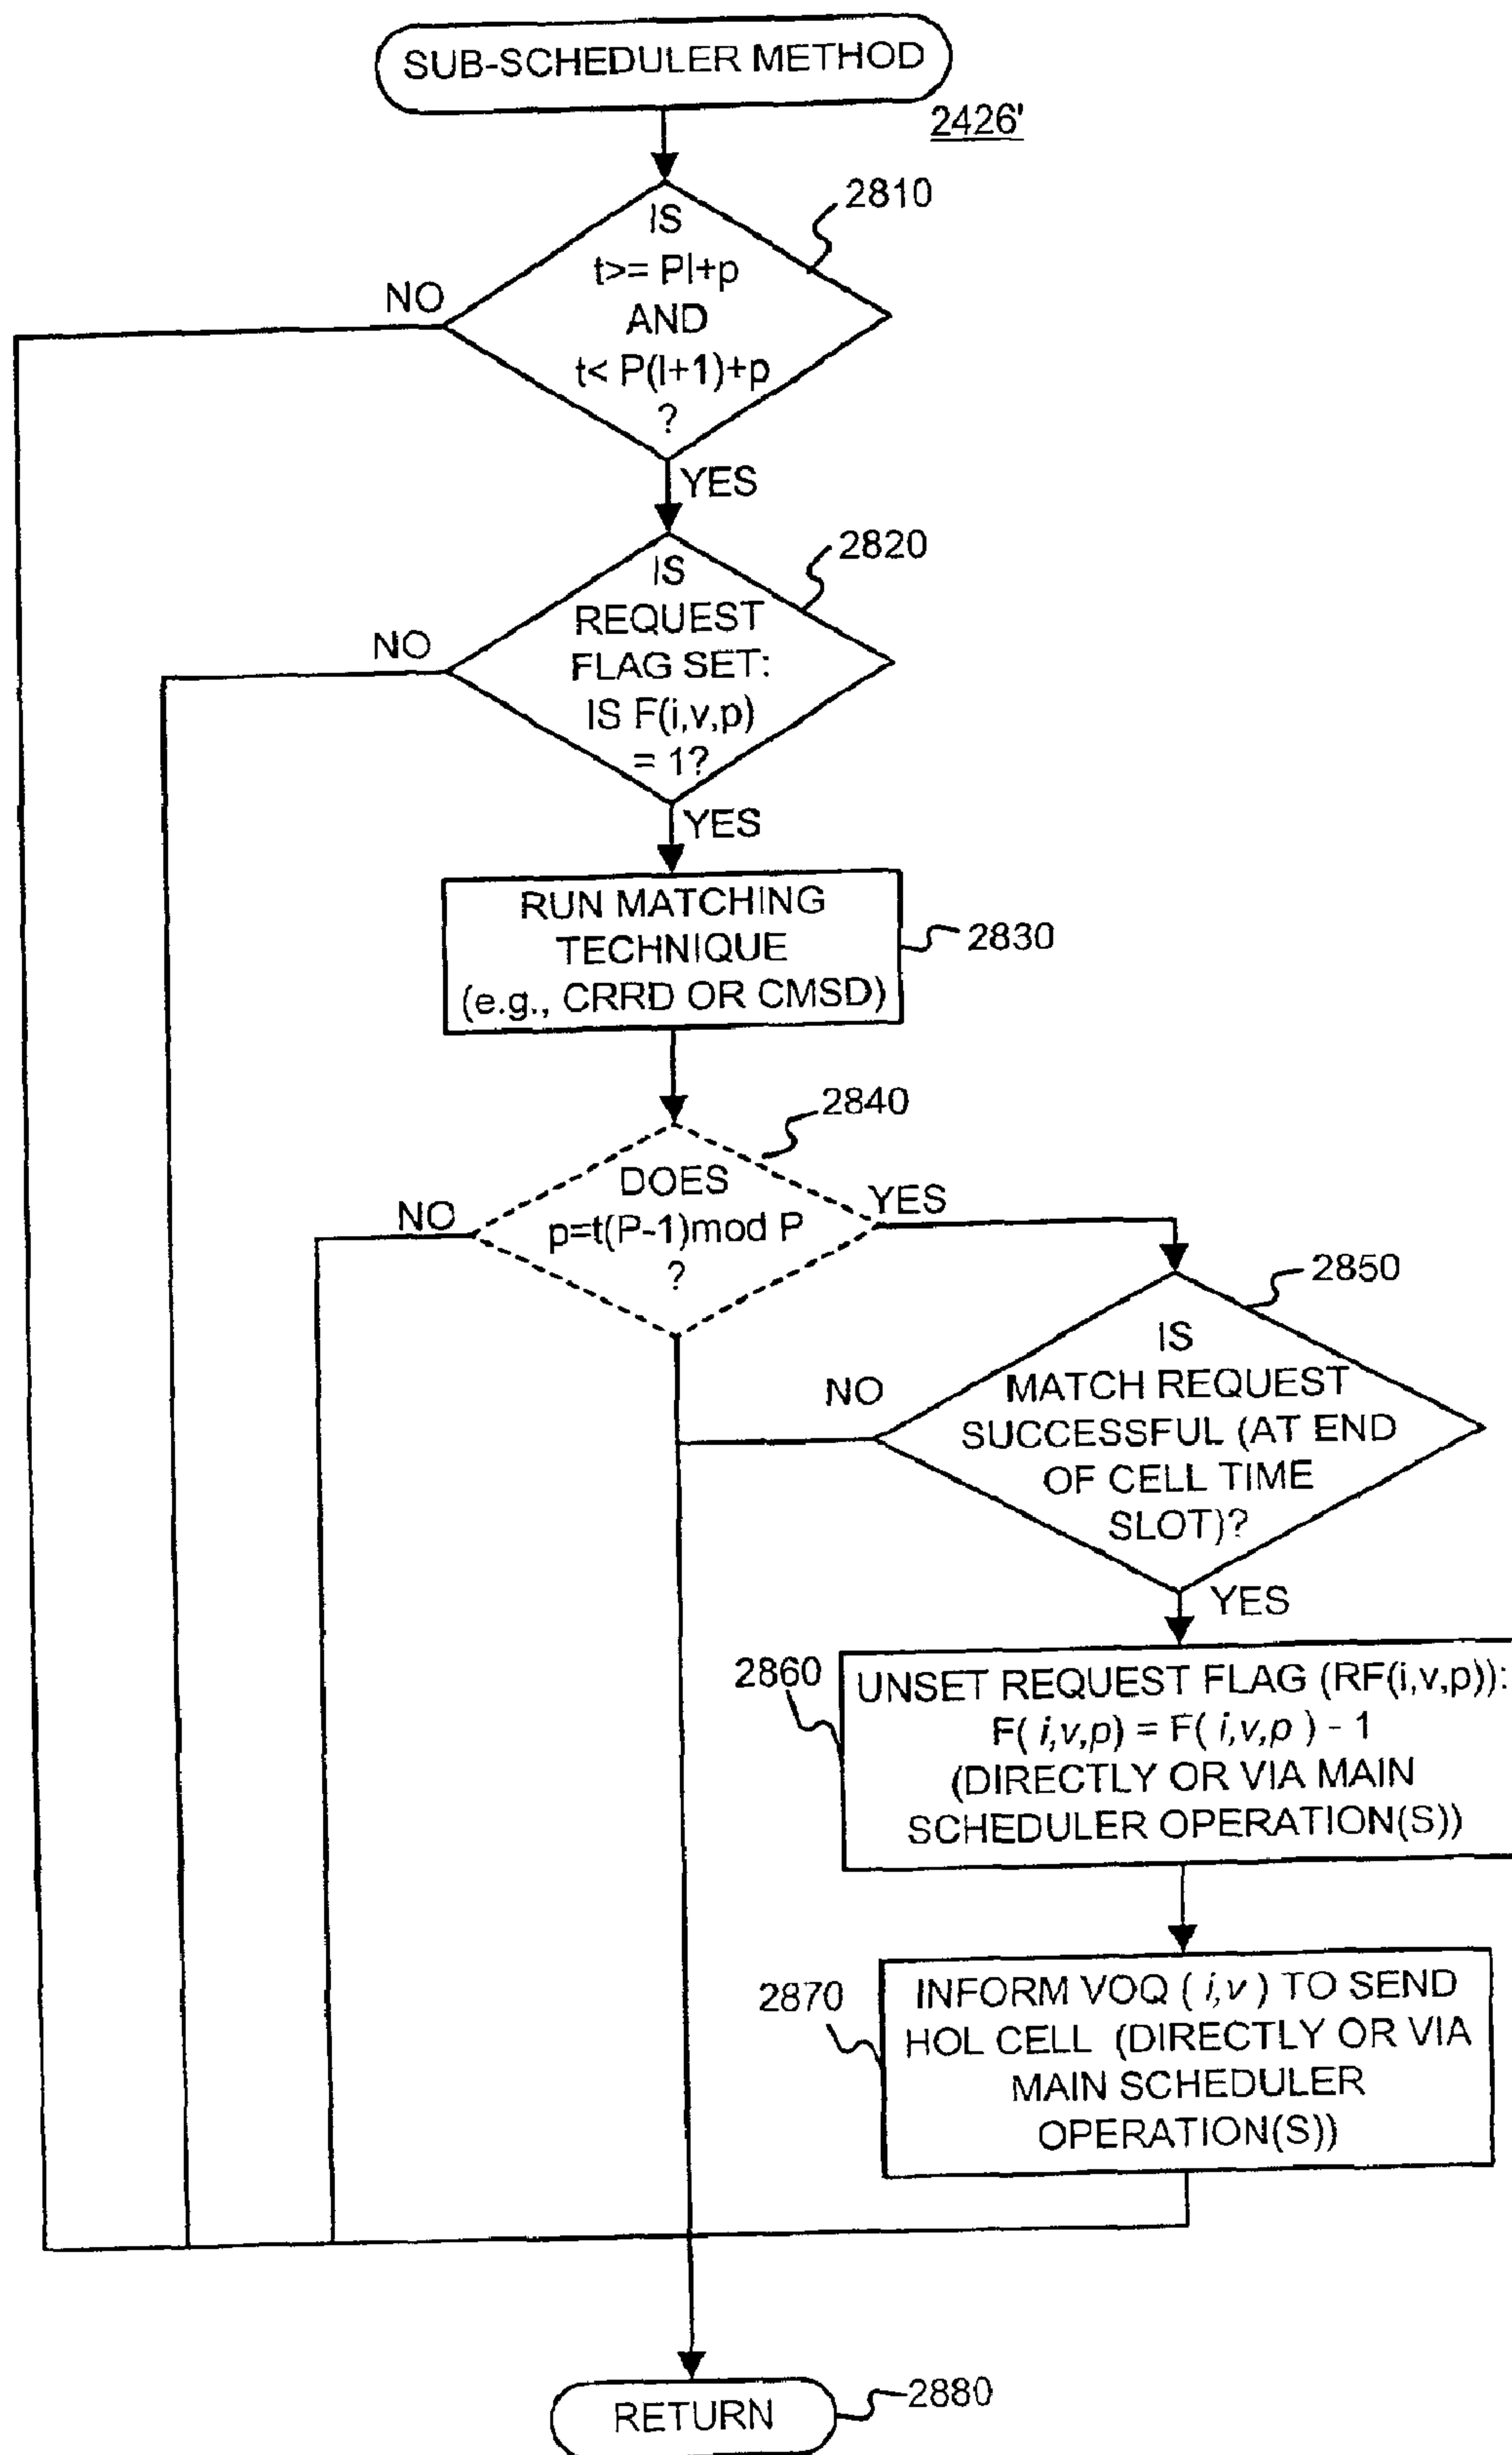 SUB-SCHEDULER METHOD
2426'
2810
IS
t>= Pl+p
AND
t< P(l+1)+p
?
NO
YES
2820
IS
REQUEST
FLAG SET:
IS F(i,v,p)
= 1?
NO
YES
RUN MATCHING
TECHNIQUE
(e.g., CRRD OR CMSD)
2830
2840
DOES
p=t(P-1)mod P
?
NO
YES
2850
IS
MATCH REQUEST
SUCCESSFUL (AT END
OF CELL TIME
SLOT)?
NO
YES
2860
UNSET REQUEST FLAG (RF(i,v,p)):
F( i,v,p) = F( i,v,p ) - 1
(DIRECTLY OR VIA MAIN
SCHEDULER OPERATION(S))
2870
INFORM VOQ ( i,v ) TO SEND
HOL CELL (DIRECTLY OR VIA
MAIN SCHEDULER
OPERATION(S))
RETURN
2880